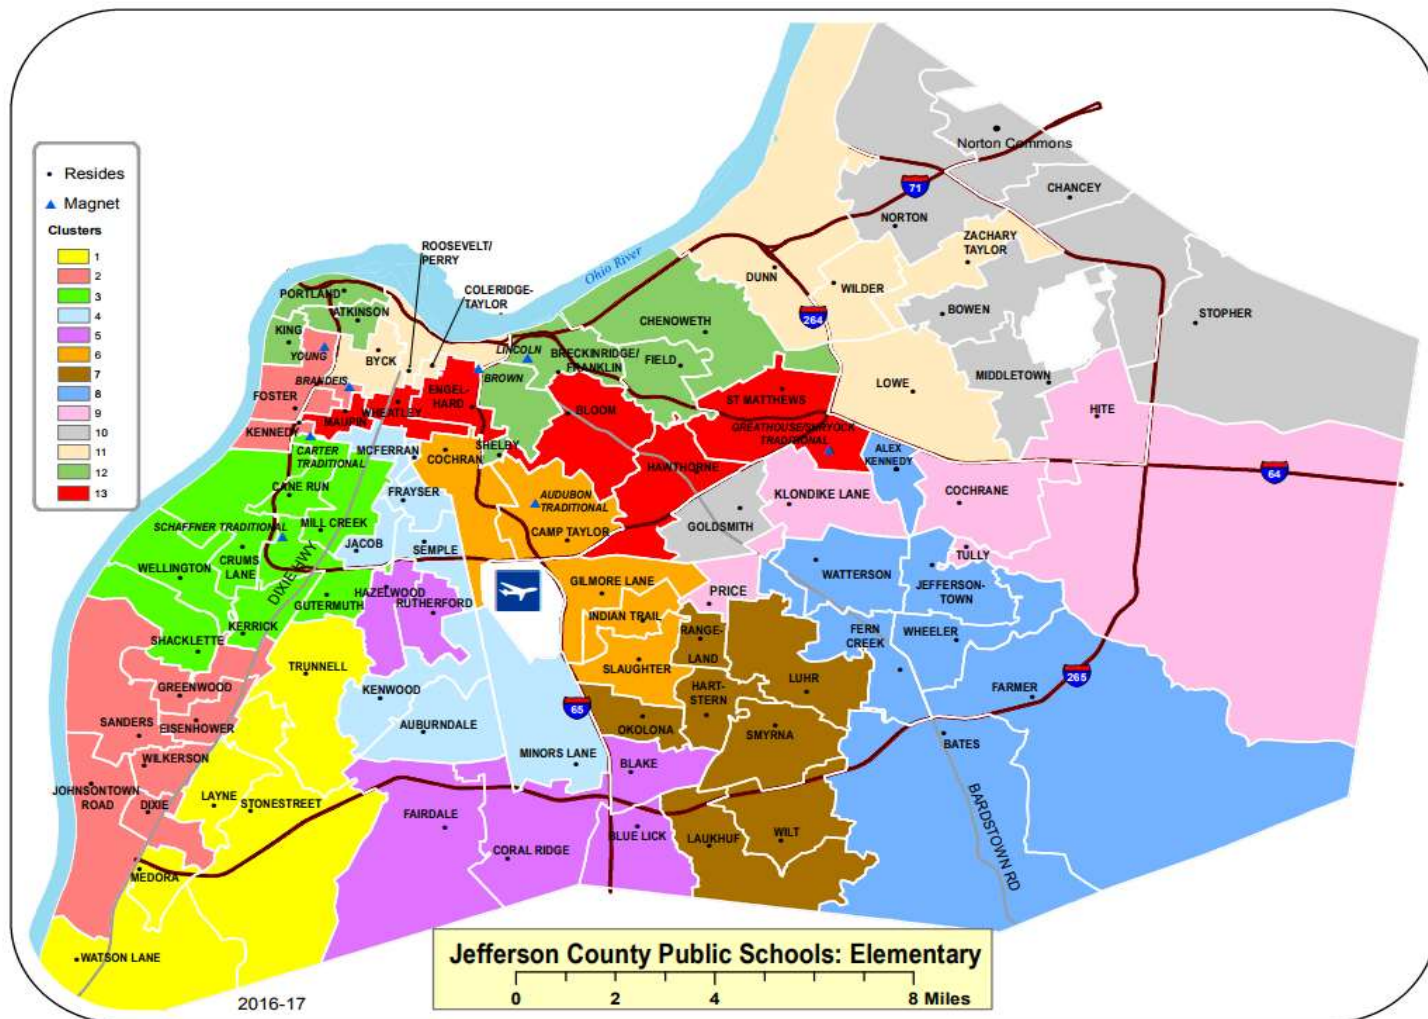 Resides
Magnet
Clusters
1
2
3
4
5
6
7
8
9
10
11
12
13
Ohio River
Norton Commons
71
CHANCEY
NORTON
ZACHARY
TAYLOR
ROOSEVELT/
PERRY
COLERIDGE-
TAYLOR
DUNN
WILDER
BOWEN
STOPHER
264
PORTLAND
ATKINSON
KING
YOUNG
BYCK
LINCOLN
BROWN
BRECKINRIDGE/
FRANKLIN
CHENOWETH
FIELD
MIDDLETOWN
LOWE
HITE
BRANDEIS
FOSTER
MAUPIN
WHEATLEY
ENGEL-
HARD
BLOOM
ST MATTHEWS
GREATHOUSE/SHRYOCK
TRADITIONAL
KENNEDY
CARTER
TRADITIONAL
MCFERRAN
COCHRAN
SHELBY
HAWTHORNE
ALEX
KENNEDY
64
CANE RUN
FRAYSER
AUDUBON
TRADITIONAL
KLONDIKE LANE
COCHRANE
SCHAFFNER TRADITIONAL
MILL CREEK
JACOB
SEMPLE
CAMP TAYLOR
GOLDSMITH
TULLY
CRUMS
LANE
WELLINGTON
DIXIE HWY
GUTERMUTH
HAZELWOOD
RUTHERFORD
GILMORE LANE
INDIAN TRAIL
PRICE
WATTERSON
JEFFERSON-
TOWN
KERRICK
SHACKLETTE
TRUNNELL
SLAUGHTER
RANGE-
LAND
FERN
CREEK
WHEELER
GREENWOOD
KENWOOD
HART-
STERN
LUHR
FARMER
265
SANDERS
EISENHOWER
AUBURNDALE
65
OKOLONA
SMYRNA
BATES
WILKERSON
MINORS LANE
BLAKE
JOHNSONTOWN
ROAD
DIXIE
LAYNE
STONESTREET
FAIRDALE
CORAL RIDGE
BLUE LICK
LAUKHUF
WILT
BARDSTOWN RD
MEDORA
WATSON LANE
2016-17
Jefferson County Public Schools: Elementary
0 2 4 8 Miles